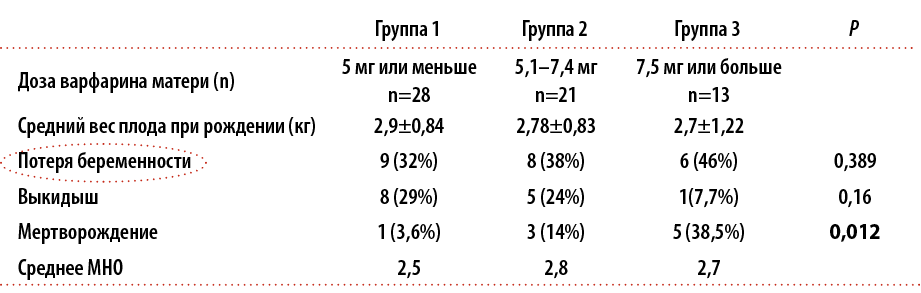 Группа 1 Группа 2 Группа 3 P
Доза варфарина матери (n) 5 мг или меньше n=28 5,1–7,4 мг n=21 7,5 мг или больше n=13
Средний вес плода при рождении (кг) 2,9±0,84 2,78±0,83 2,7±1,22
Потеря беременности 9 (32%) 8 (38%) 6 (46%) 0,389
Выкидыш 8 (29%) 5 (24%) 1(7,7%) 0,16
Мертворождение 1 (3,6%) 3 (14%) 5 (38,5%) 0,012
Среднее МНО 2,5 2,8 2,7